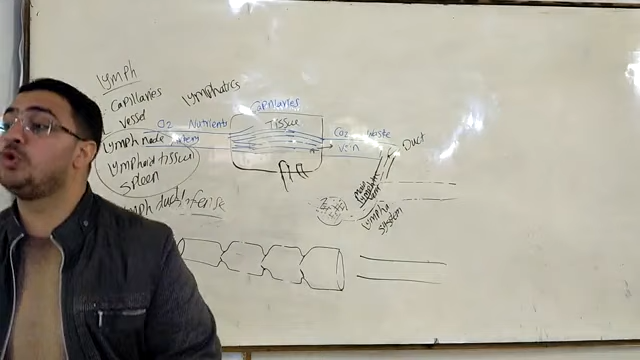 Lymph
Capillaries
Vessel
Lymph node
Lymphoid tissue
Spleen
Lymph duct
Defense
Lymphatics
Capillaries
O2 Nutrients
Tissue
Co2 waste
vein
Duct
Lymph
system